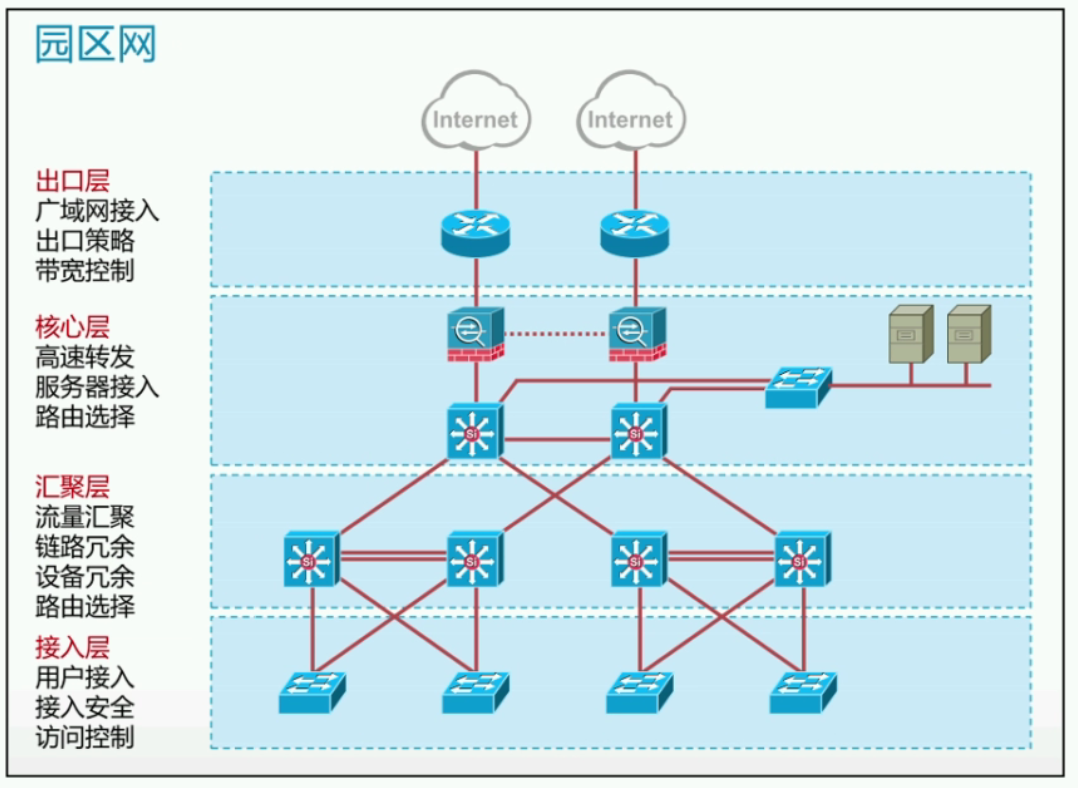 园区网
Internet
Internet
出口层
广域网接入
出口策略
带宽控制
核心层
高速转发
服务器接入
路由选择
Si
Si
汇聚层
流量汇聚
链路冗余
设备冗余
路由选择
Si
Si
Si
Si
接入层
用户接入
接入安全
访问控制